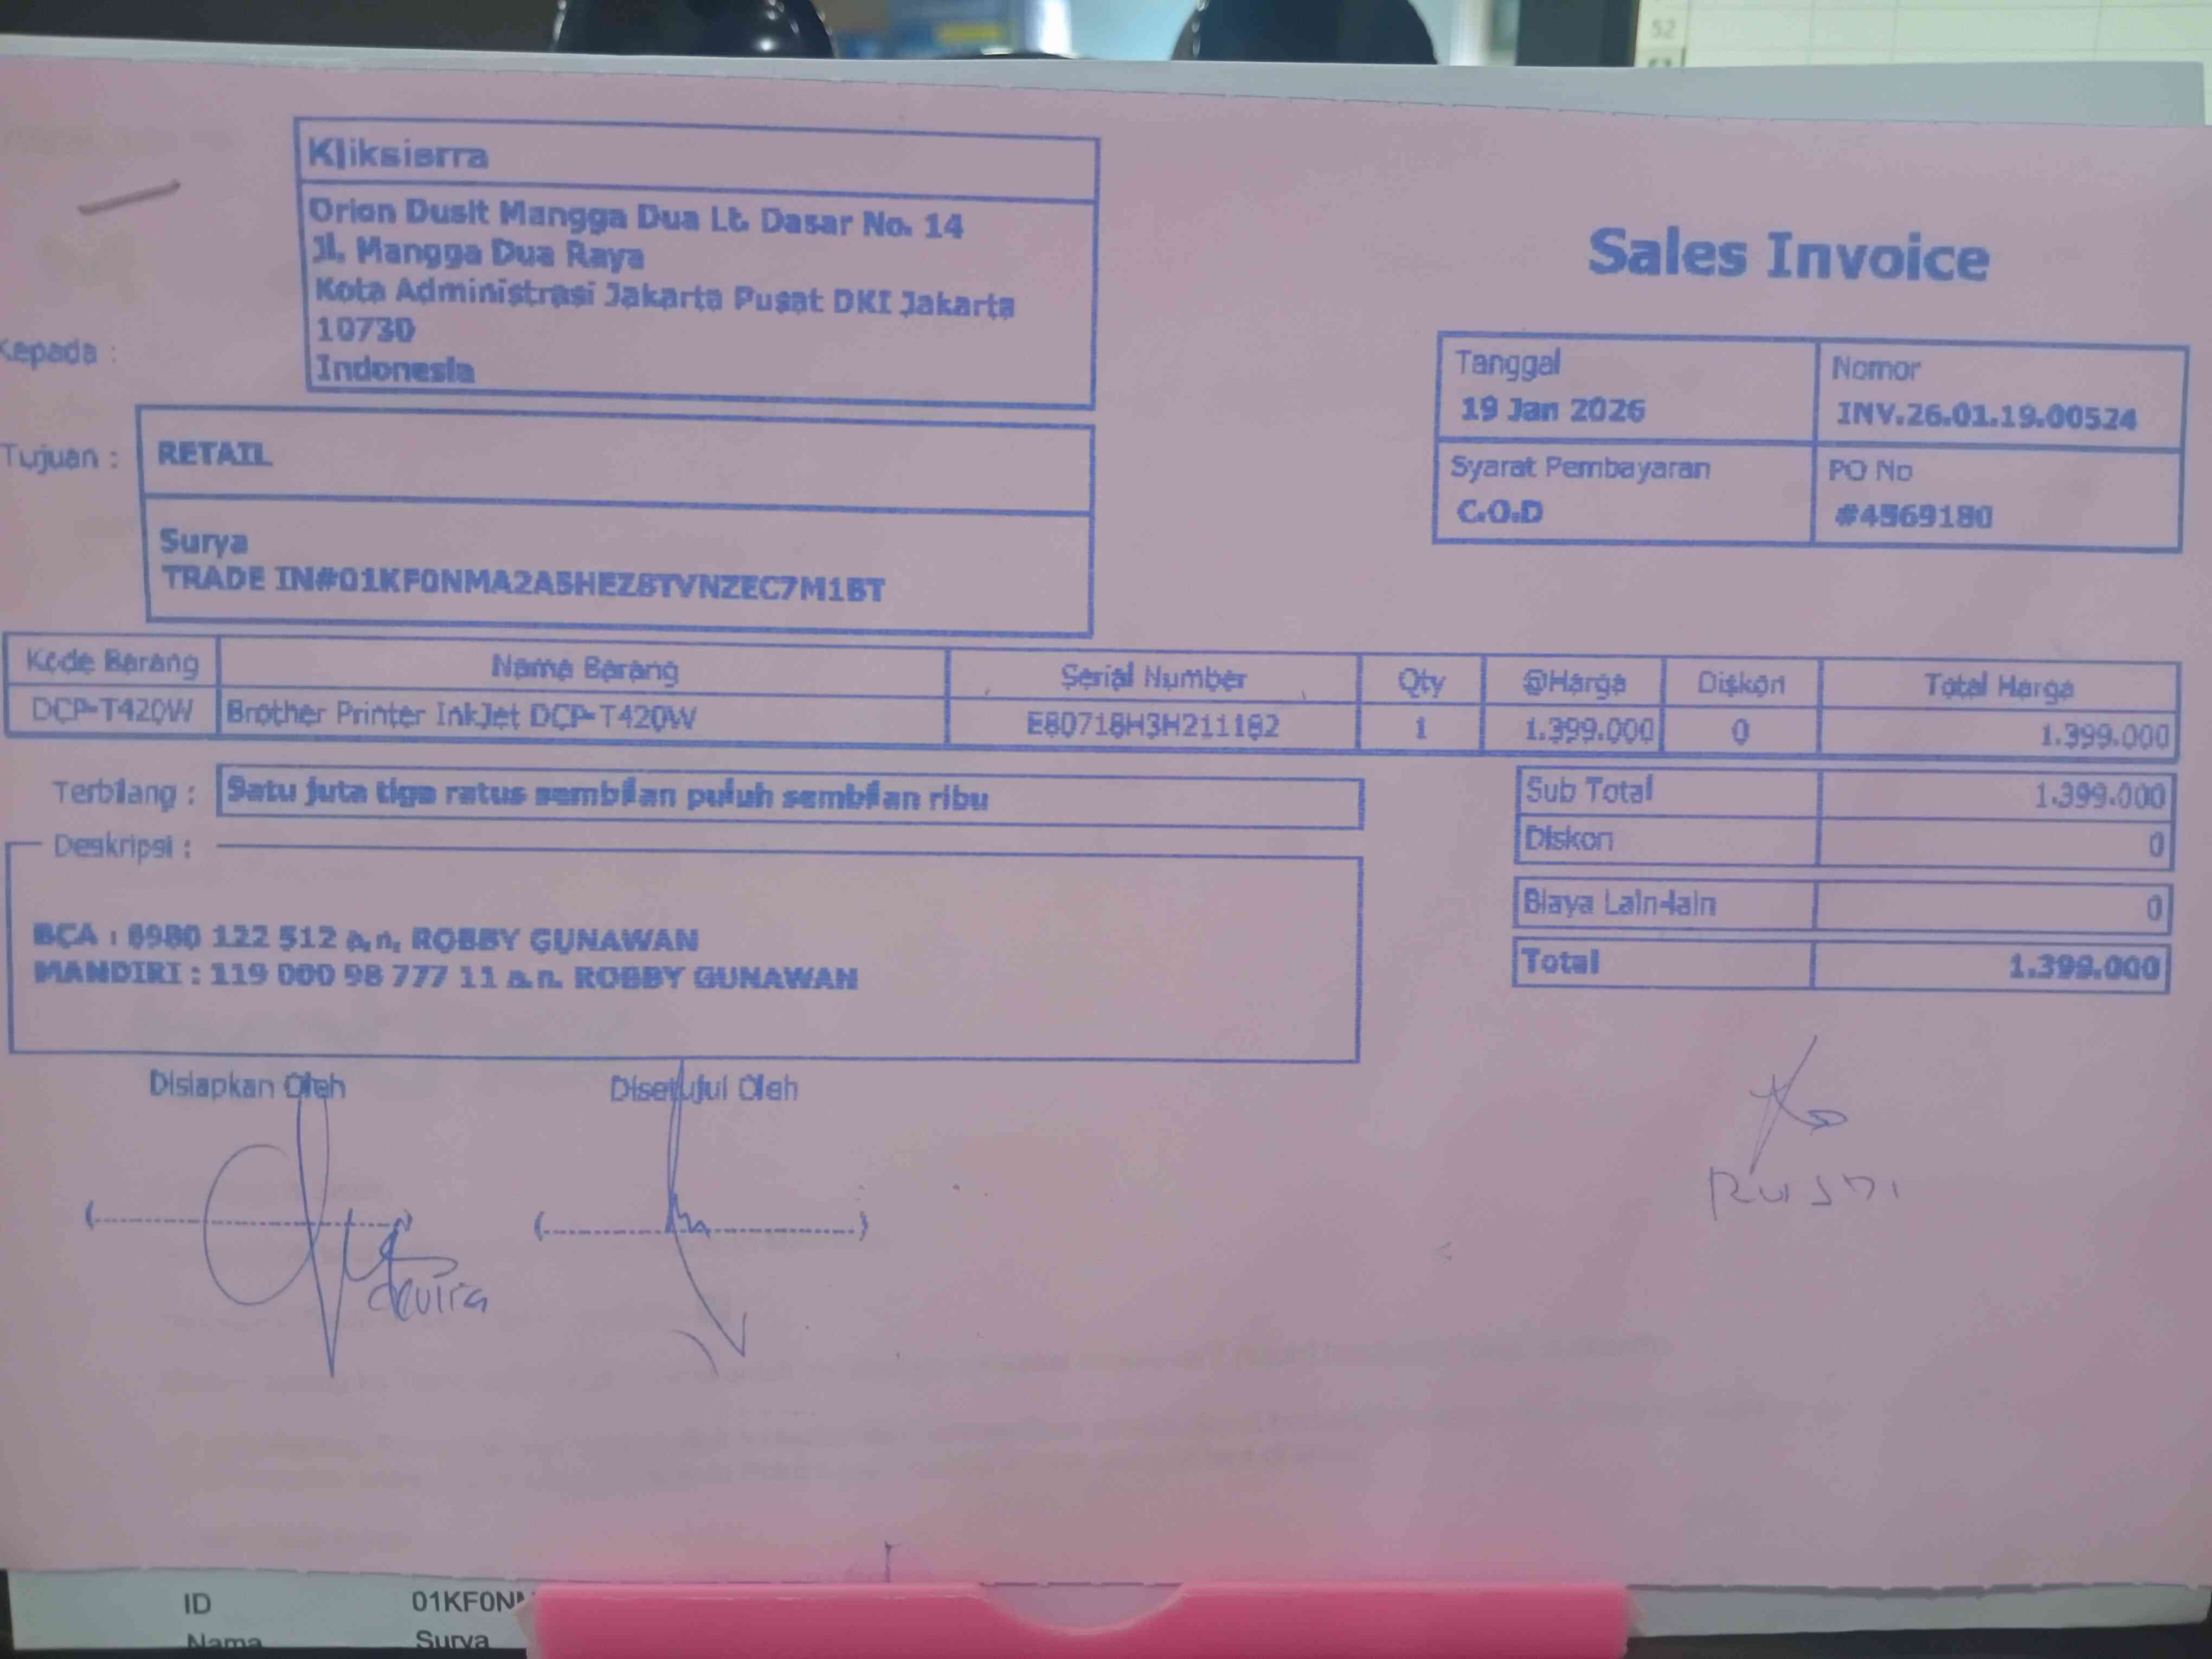 52
Kliksierra
Orion Dusit Mangga Dua Lt. Dasar No. 14
Jl. Mangga Dua Raya
Kota Administrasi Jakarta Pusat DKI Jakarta
10730
Indonesia
Sales Invoice
Kepada :
Tanggal Nomor
19 Jan 2026 INV.26.01.19.00524
Syarat Pembayaran PO No
C.O.D #4569180
Tujuan : RETAIL
Surya
TRADE IN#01KF0NMA2A5HEZ8TVNZEC7M1BT
Kode Barang Nama Barang Serial Number Qty @Harga Diskon Total Harga
DCP-T420W Brother Printer InkJet DCP-T420W E80718H3H211182 1 1.399.000 0 1.399.000
Terbilang : Satu juta tiga ratus sembilan puluh sembilan ribu
Sub Total 1.399.000
Diskon 0
Biaya Lain-lain 0
Total 1.399.000
Deskripsi :
BCA : 8980 122 512 a.n. ROBBY GUNAWAN
MANDIRI : 119 000 98 777 11 a.n. ROBBY GUNAWAN
Disiapkan Oleh Disetujui Oleh
ID 01KF0N
Nama Surya